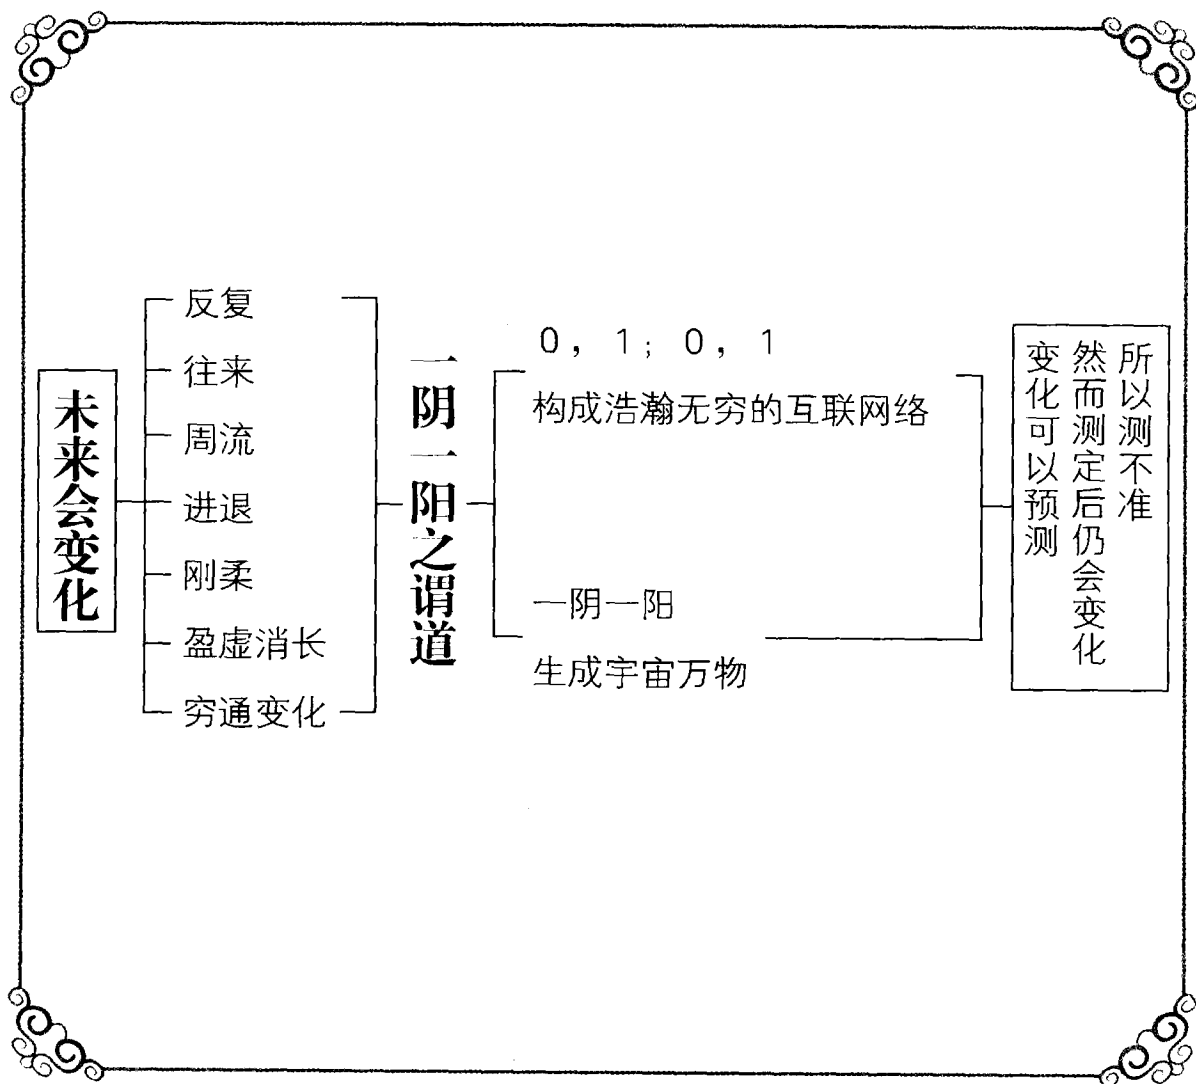 未来会变化
反复
往来
周流
进退
刚柔
盈虚消长
穷通变化
一阴一阳之谓道
0，1；0，1
构成浩瀚无穷的互联网络
一阴一阳
生成宇宙万物
变化可以预测
然而测定后仍会变化
所以测不准